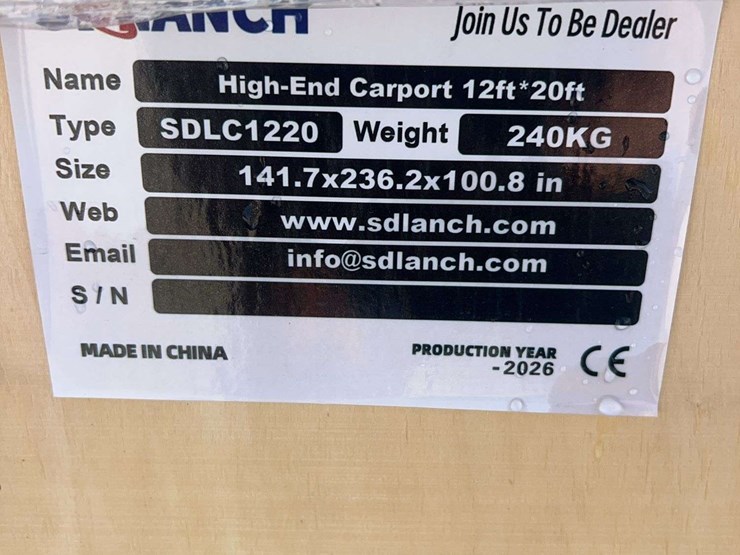 Join Us To Be Dealer
Name High-End Carport 12ft*20ft
Type SDLC1220 Weight 240KG
Size 141.7x236.2x100.8 in
Web www.sdlanch.com
Email info@sdlanch.com
S / N
MADE IN CHINA
PRODUCTION YEAR
-2026
CE